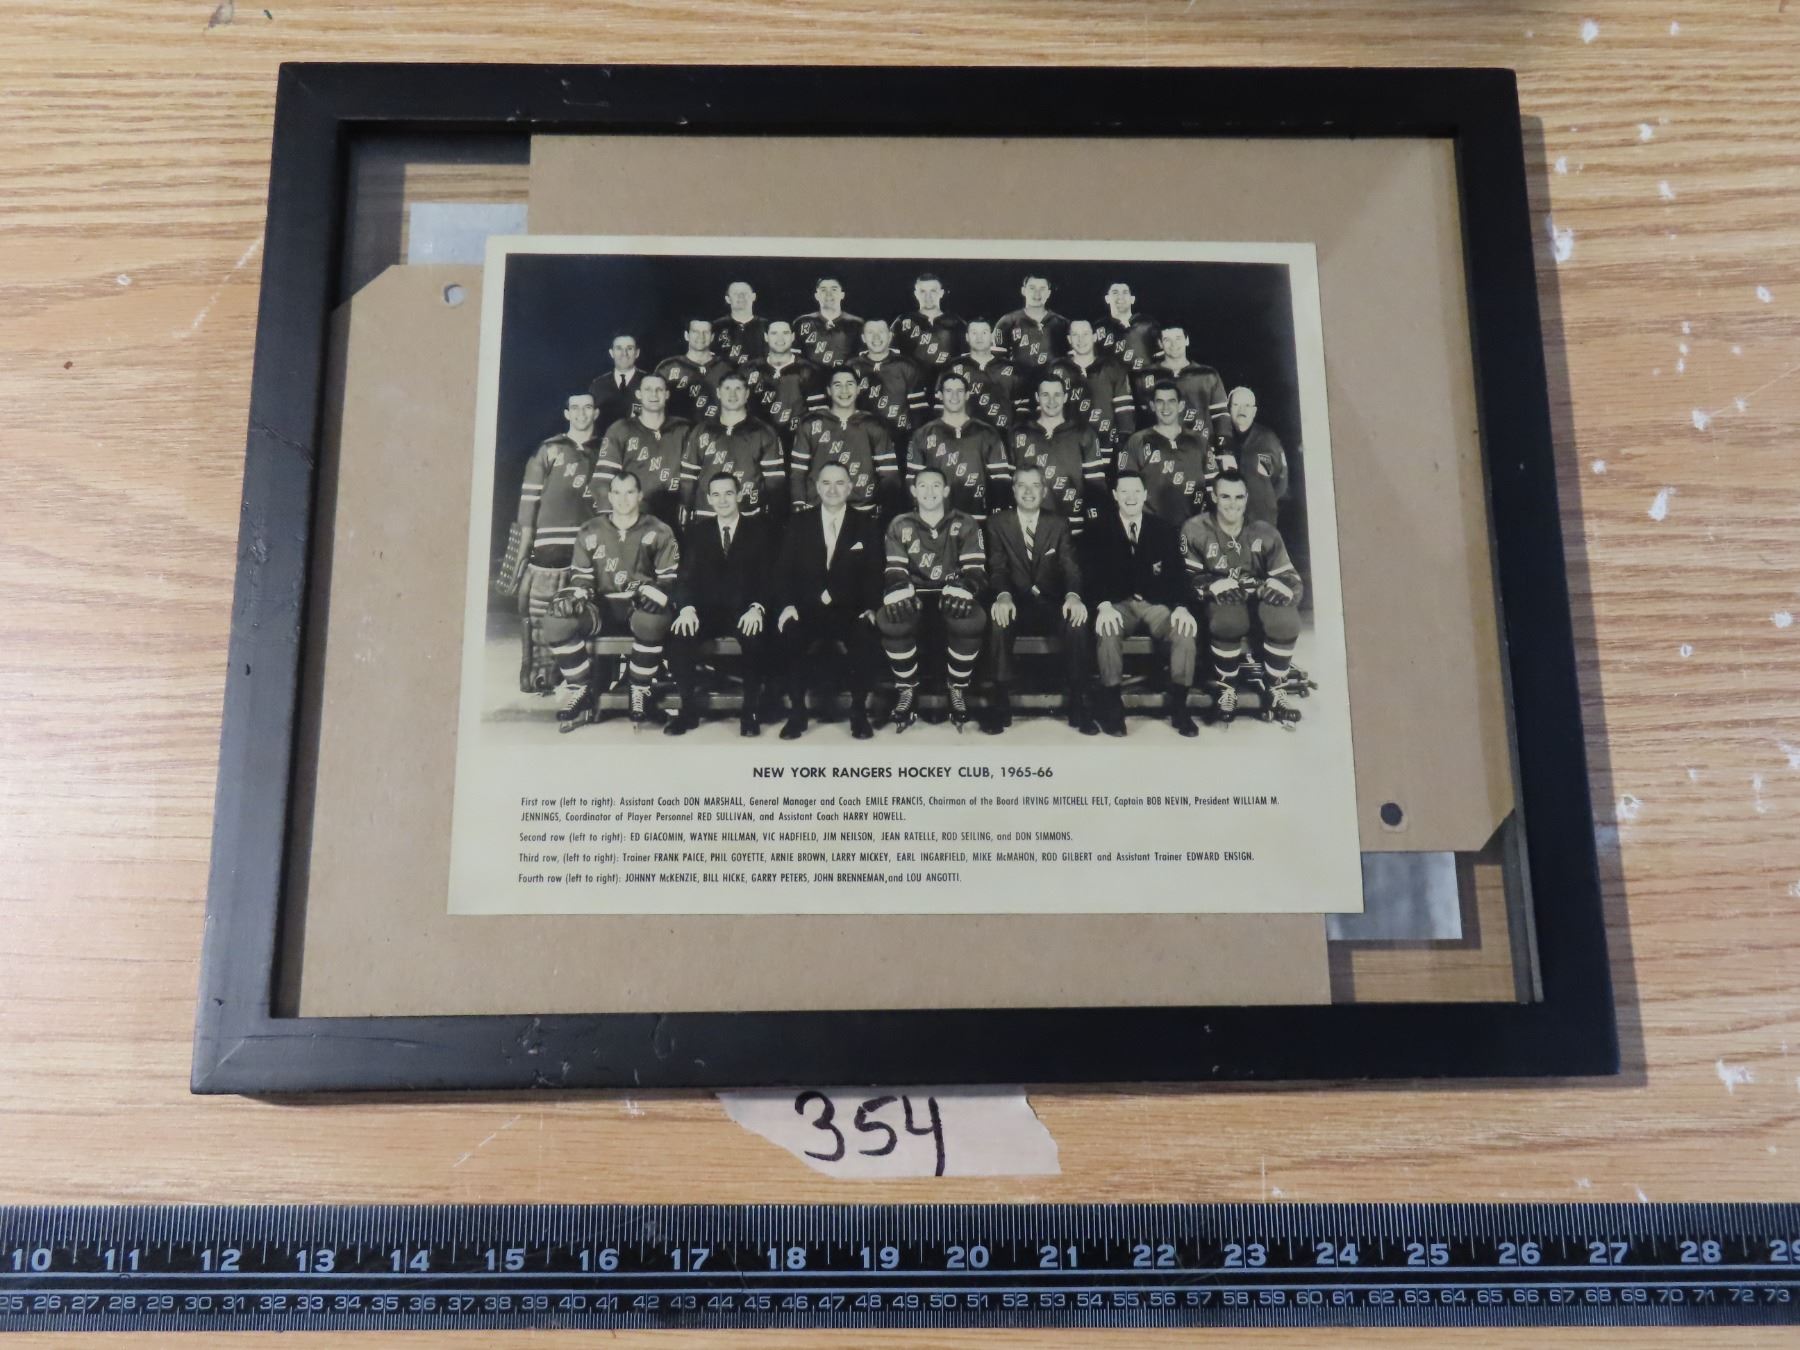 NEW YORK RANGERS HOCKEY CLUB, 1965-66
First row (left to right): Assistant Coach DON MARSHALL, General Manager and Coach EMILE FRANCIS, Chairman of the Board IRVING MITCHELL FELT, Captain BOB NEVIN, President WILLIAM M.
JENNINGS, Coordinator of Player Personnel RED SULLIVAN, and Assistant Coach HARRY HOWELL.
Second row (left to right): ED GIACOMIN, WAYNE HILLMAN, VIC HADFIELD, JIM NEILSON, JEAN RATELLE, ROD SEILING, and DON SIMMONS.
Third row, (left to right): Trainer FRANK PAICE, PHIL GOYETTE, ARNIE BROWN, LARRY MICKEY, EARL INGARFIELD, MIKE McMAHON, ROD GILBERT and Assistant Trainer EDWARD ENSIGN.
Fourth row (left to right): JOHNNY McKENZIE, BILL HICKE, GARRY PETERS, JOHN BRENNEMAN, and LOU ANGOTTI.
354
10 11 12 13 14 15 16 17 18 19 20 21 22 23 24 25 26 27 28 29
25 26 27 28 29 30 31 32 33 34 35 36 37 38 39 40 41 42 43 44 45 46 47 48 49 50 51 52 53 54 55 56 57 58 59 60 61 62 63 64 65 66 67 68 69 70 71 72 73